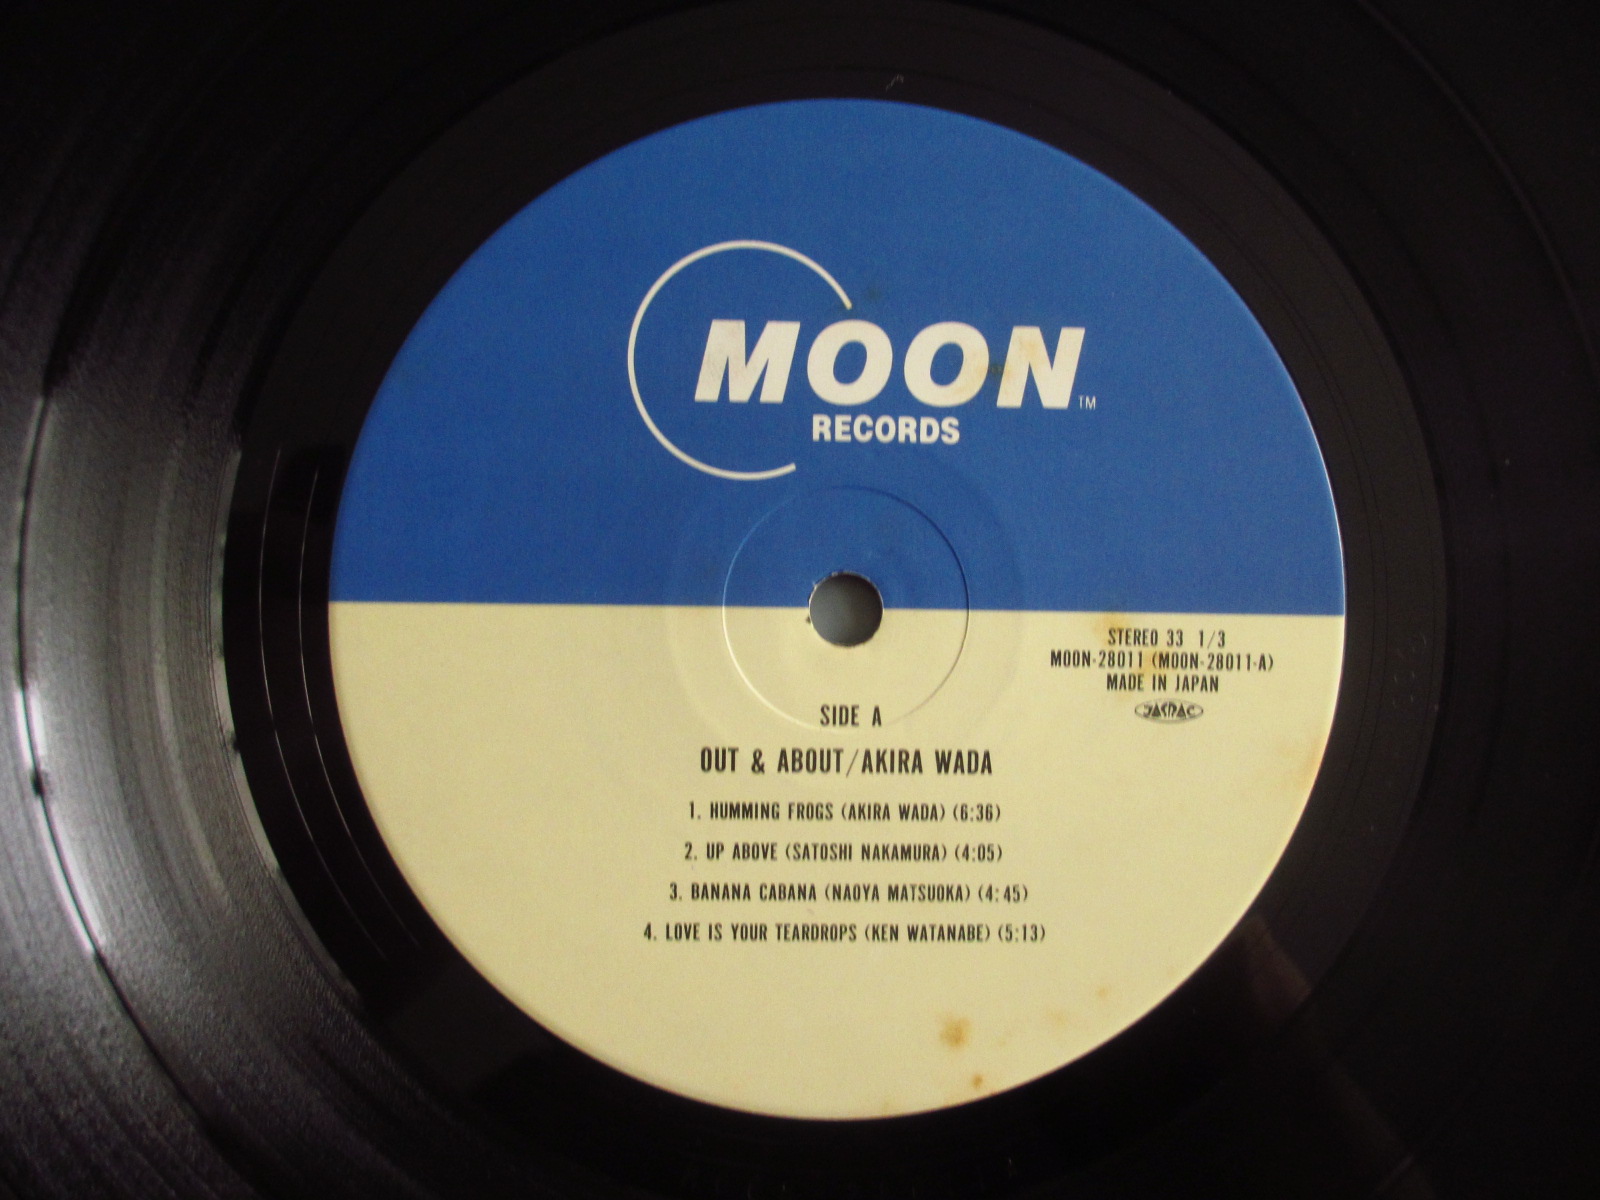 MOON™
RECORDS
STEREO 33 1/3
MOON-28011 (MOON-28011-A)
MADE IN JAPAN
JASRAC
SIDE A
OUT & ABOUT/AKIRA WADA
1. HUMMING FROGS (AKIRA WADA) (6:36)
2. UP ABOVE (SATOSHI NAKAMURA) (4:05)
3. BANANA CABANA (NAOYA MATSUOKA) (4:45)
4. LOVE IS YOUR TEARDROPS (KEN WATANABE) (5:13)